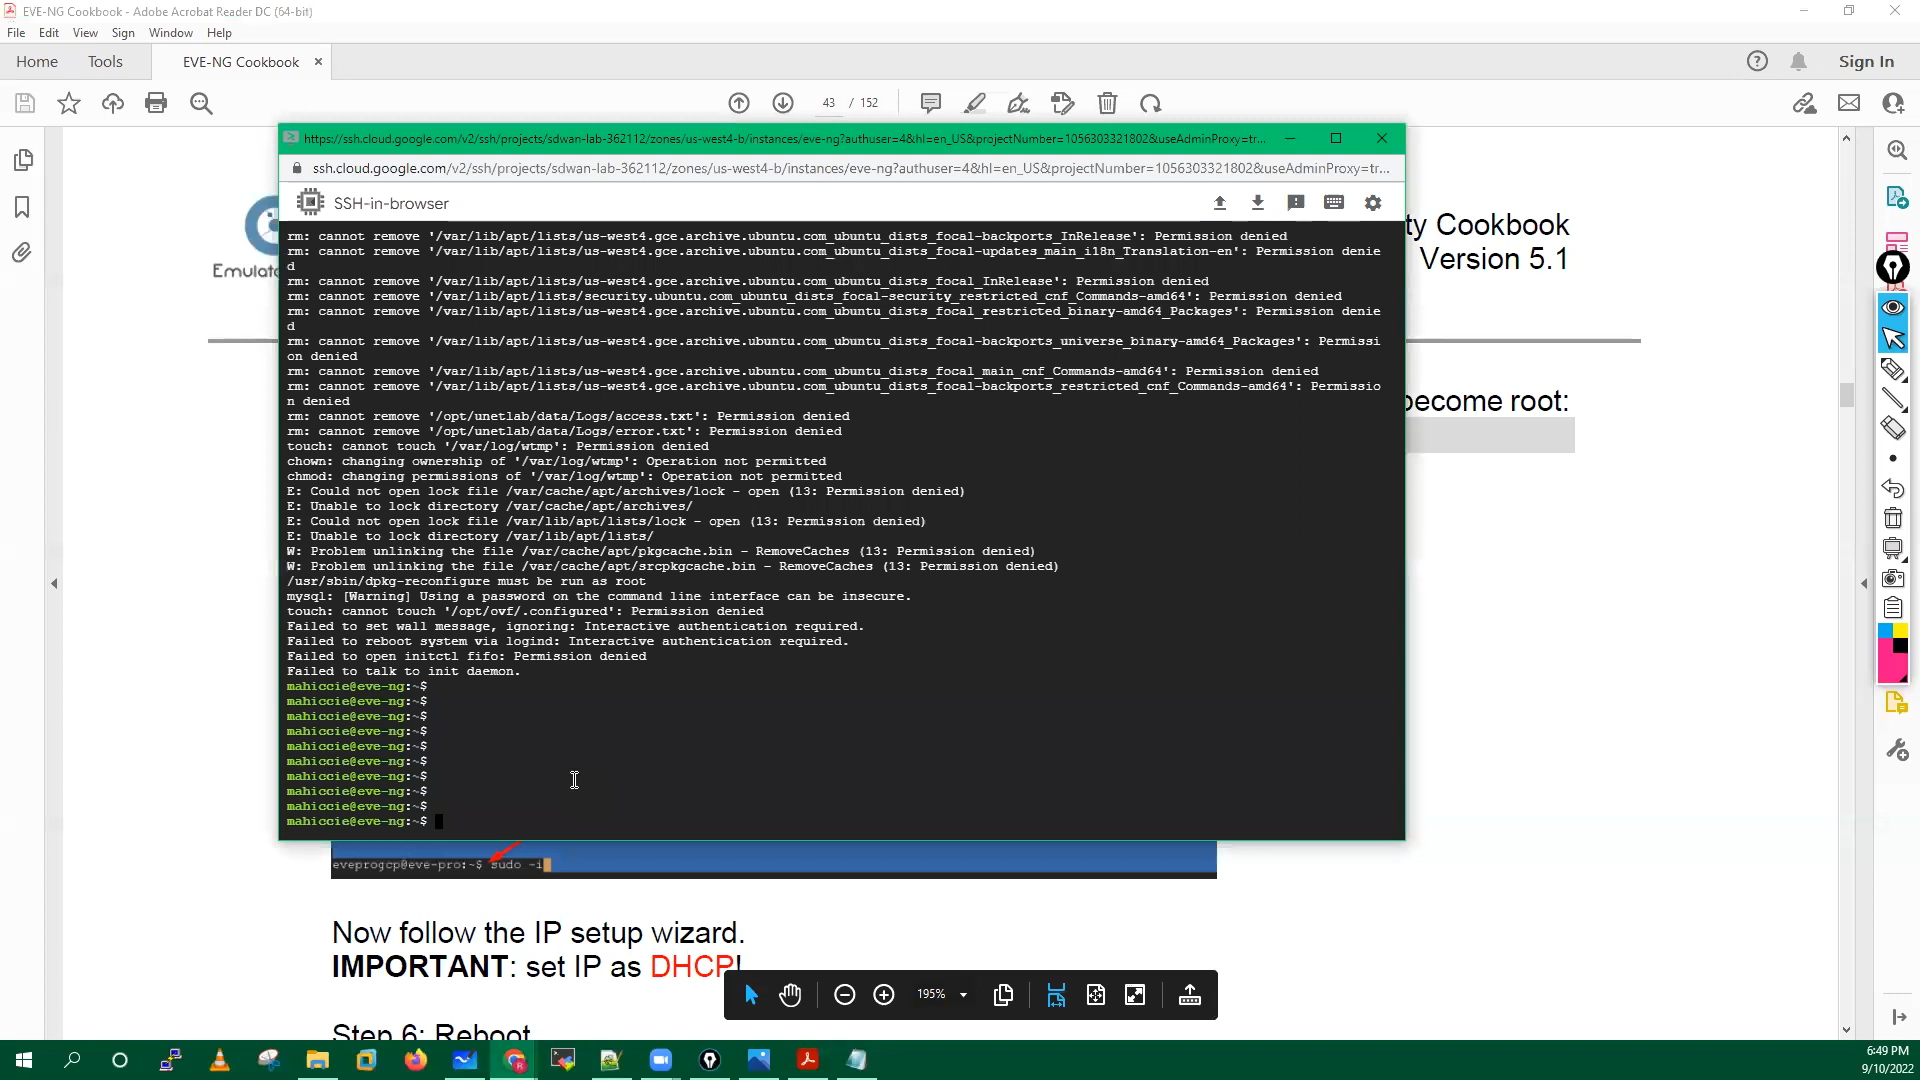 EVE-NG Cookbook - Adobe Acrobat Reader DC (64-bit)
File Edit View Sign Window Help
Home Tools EVE-NG Cookbook × Sign In
43 / 152
https://ssh.cloud.google.com/v2/ssh/projects/sdwan-lab-362112/zones/us-west4-b/instances/eve-ng?authuser=4&hl=en_US&projectNumber=1056303321802&useAdminProxy=tr...
ssh.cloud.google.com/v2/ssh/projects/sdwan-lab-362112/zones/us-west4-b/instances/eve-ng?authuser=4&hl=en_US&projectNumber=1056303321802&useAdminProxy=tr...
SSH-in-browser
ty Cookbook
Version 5.1
Emulat
become root:
rm: cannot remove '/var/lib/apt/lists/us-west4.gce.archive.ubuntu.com_ubuntu_dists_focal-backports_InRelease': Permission denied
rm: cannot remove '/var/lib/apt/lists/us-west4.gce.archive.ubuntu.com_ubuntu_dists_focal-updates_main_i18n_Translation-en': Permission denie
d
rm: cannot remove '/var/lib/apt/lists/us-west4.gce.archive.ubuntu.com_ubuntu_dists_focal_InRelease': Permission denied
rm: cannot remove '/var/lib/apt/lists/security.ubuntu.com_ubuntu_dists_focal-security_restricted_cnf_Commands-amd64': Permission denied
rm: cannot remove '/var/lib/apt/lists/us-west4.gce.archive.ubuntu.com_ubuntu_dists_focal_restricted_binary-amd64_Packages': Permission denie
d
rm: cannot remove '/var/lib/apt/lists/us-west4.gce.archive.ubuntu.com_ubuntu_dists_focal-backports_universe_binary-amd64_Packages': Permissi
on denied
rm: cannot remove '/var/lib/apt/lists/us-west4.gce.archive.ubuntu.com_ubuntu_dists_focal_main_cnf_Commands-amd64': Permission denied
rm: cannot remove '/var/lib/apt/lists/us-west4.gce.archive.ubuntu.com_ubuntu_dists_focal-backports_restricted_cnf_Commands-amd64': Permissio
n denied
rm: cannot remove '/opt/unetlab/data/Logs/access.txt': Permission denied
rm: cannot remove '/opt/unetlab/data/Logs/error.txt': Permission denied
touch: cannot touch '/var/log/wtmp': Permission denied
chown: changing ownership of '/var/log/wtmp': Operation not permitted
chmod: changing permissions of '/var/log/wtmp': Operation not permitted
E: Could not open lock file /var/cache/apt/archives/lock - open (13: Permission denied)
E: Unable to lock directory /var/cache/apt/archives/
E: Could not open lock file /var/lib/apt/lists/lock - open (13: Permission denied)
E: Unable to lock directory /var/lib/apt/lists/
W: Problem unlinking the file /var/cache/apt/pkgcache.bin - RemoveCaches (13: Permission denied)
W: Problem unlinking the file /var/cache/apt/srcpkgcache.bin - RemoveCaches (13: Permission denied)
/usr/sbin/dpkg-reconfigure must be run as root
mysql: [Warning] Using a password on the command line interface can be insecure.
touch: cannot touch '/opt/ovf/.configured': Permission denied
Failed to set wall message, ignoring: Interactive authentication required.
Failed to reboot system via logind: Interactive authentication required.
Failed to open initctl fifo: Permission denied
Failed to talk to init daemon.
mahiccie@eve-ng:~$
mahiccie@eve-ng:~$
mahiccie@eve-ng:~$
mahiccie@eve-ng:~$
mahiccie@eve-ng:~$
mahiccie@eve-ng:~$
mahiccie@eve-ng:~$
mahiccie@eve-ng:~$
mahiccie@eve-ng:~$
mahiccie@eve-ng:~$
eveprogcp@eve-pro:~$ sudo -i
Now follow the IP setup wizard.
IMPORTANT: set IP as DHCP!
195%
Step 6: Reboot
6:49 PM
9/10/2022